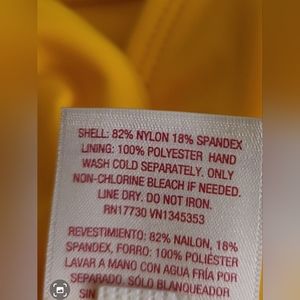 SHELL: 82% NYLON 18% SPANDEX
LINING: 100% POLYESTER HAND
WASH COLD SEPARATELY. ONLY
NON-CHLORINE BLEACH IF NEEDED.
LINE DRY. DO NOT IRON.
RN17730 VN1345353
REVESTIMIENTO: 82% NAILON, 18%
SPANDEX, FORRO: 100% POLIÉSTER
LAVAR A MANO CON AGUA FRÍA POR
SEPARADO. SÓLO BLANQUEADOR
SIN